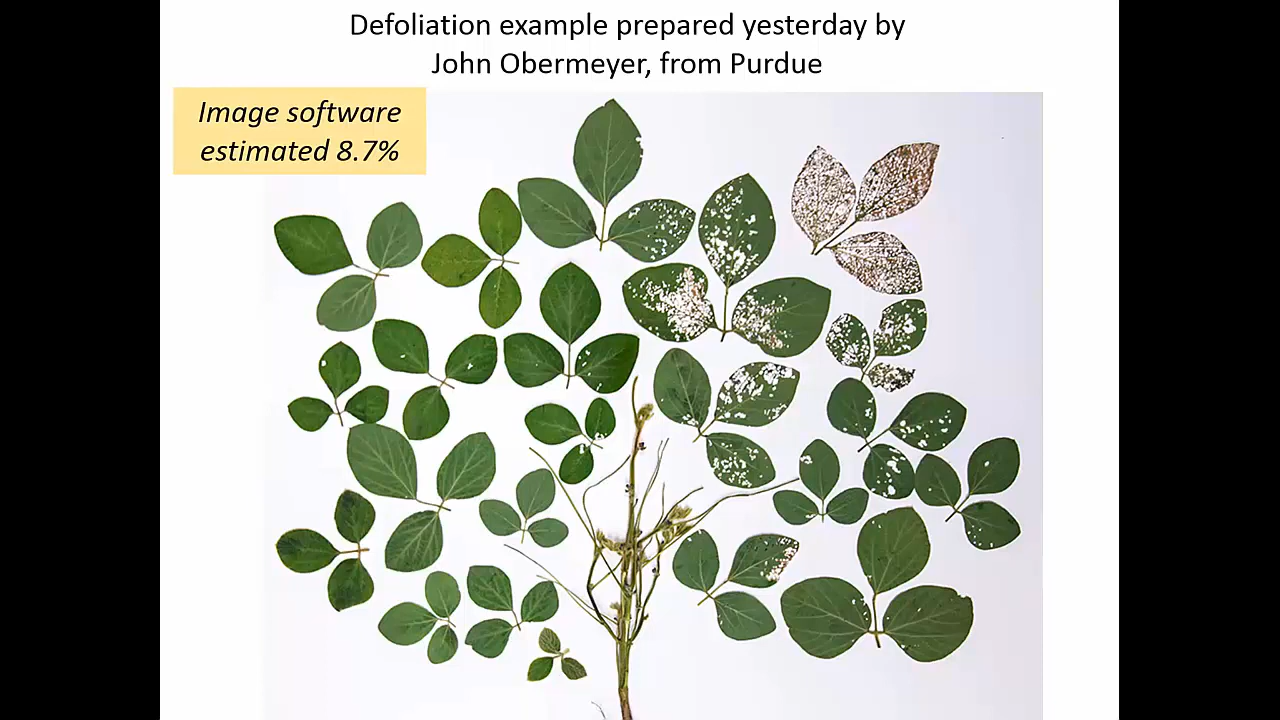 Defoliation example prepared yesterday by
John Obermeyer, from Purdue
Image software
estimated 8.7%